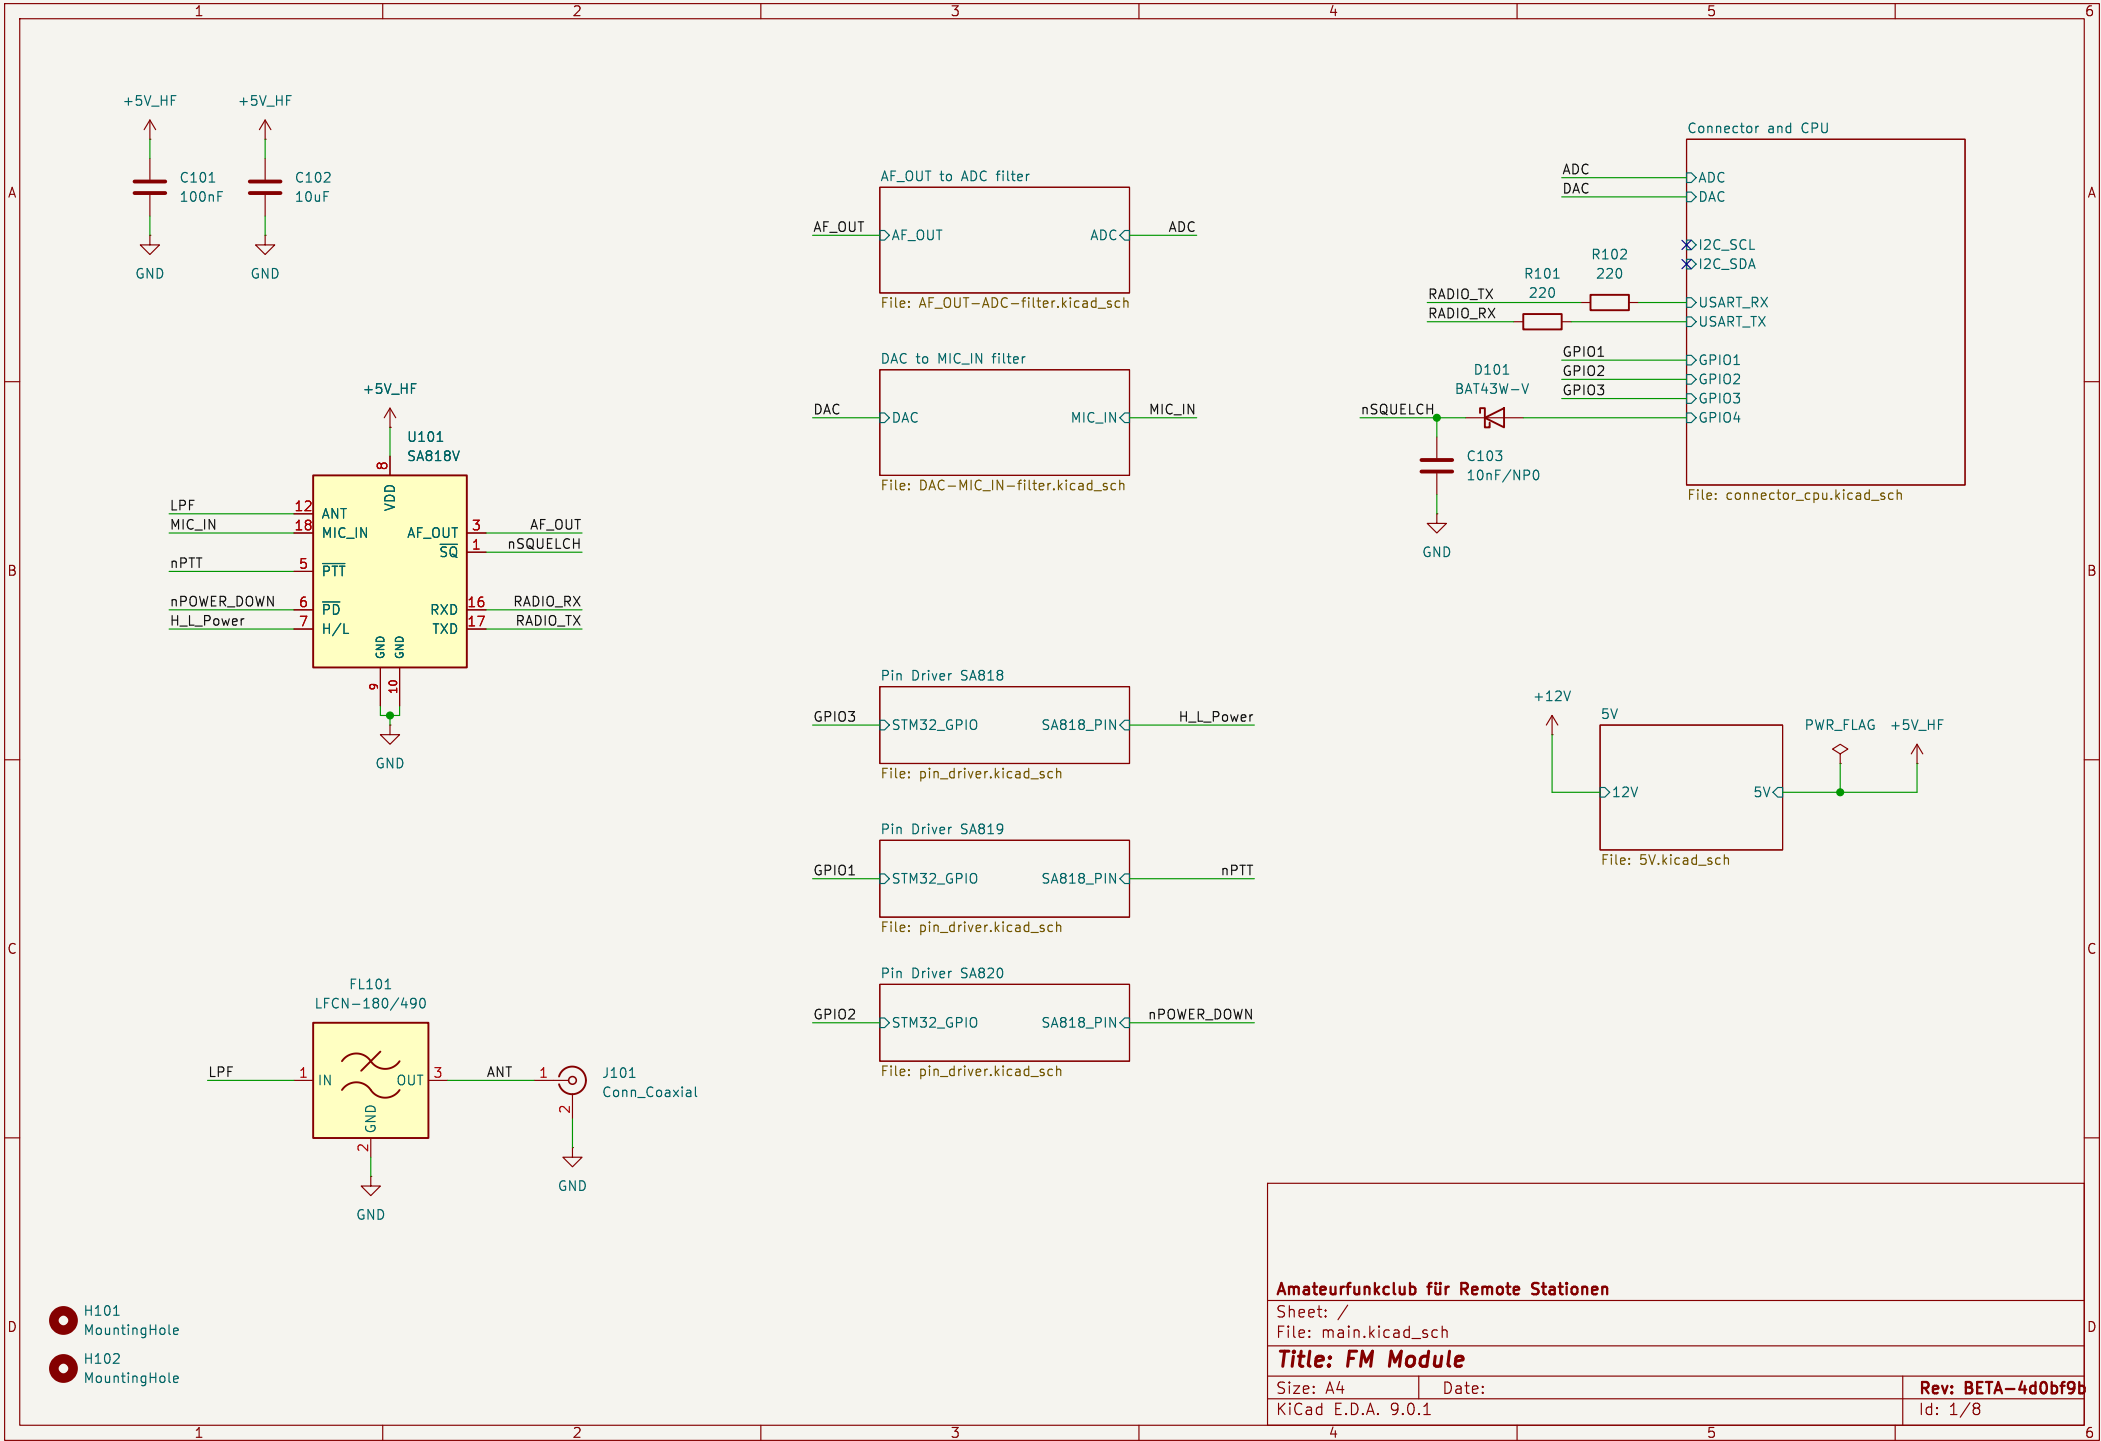 1 2 3 4 5 6
+5V_HF +5V_HF
C101
100nF
C102
10uF
GND GND
A
A
AF_OUT to ADC filter
AF_OUT
AF_OUT
ADC
ADC
File: AF_OUT-ADC-filter.kicad_sch
DAC to MIC_IN filter
DAC
DAC
MIC_IN
MIC_IN
File: DAC-MIC_IN-filter.kicad_sch
Connector and CPU
ADC
ADC
DAC
DAC
I2C_SCL
I2C_SDA
R102
220
R101
220
RADIO_TX
USART_RX
RADIO_RX
USART_TX
GPIO1
GPIO1
GPIO2
GPIO2
GPIO3
GPIO3
D101
BAT43W-V
nSQUELCH
GPIO4
C103
10nF/NP0
GND
File: connector_cpu.kicad_sch
+5V_HF
U101
SA818V
8
VDD
LPF
12
ANT
MIC_IN
18
MIC_IN
nPTT
5
PTT
nPOWER_DOWN
6
PD
H_L_Power
7
H/L
AF_OUT
3
AF_OUT
SQ
1
nSQUELCH
RXD
16
RADIO_RX
TXD
17
RADIO_TX
GND
GND
9
10
GND
B
B
Pin Driver SA818
GPIO3
STM32_GPIO
SA818_PIN
H_L_Power
File: pin_driver.kicad_sch
Pin Driver SA819
GPIO1
STM32_GPIO
SA818_PIN
nPTT
File: pin_driver.kicad_sch
Pin Driver SA820
GPIO2
STM32_GPIO
SA818_PIN
nPOWER_DOWN
File: pin_driver.kicad_sch
+12V
5V
12V
5V
PWR_FLAG
+5V_HF
File: 5V.kicad_sch
C
C
FL101
LFCN-180/490
LPF
1
IN
OUT
3
ANT
1
GND
2
GND
J101
Conn_Coaxial
2
GND
H101
MountingHole
H102
MountingHole
D
D
Amateurfunkclub für Remote Stationen
Sheet: /
File: main.kicad_sch
Title: FM Module
Size: A4
Date:
Rev: BETA-4d0bf9b
KiCad E.D.A. 9.0.1
Id: 1/8
1 2 3 4 5 6